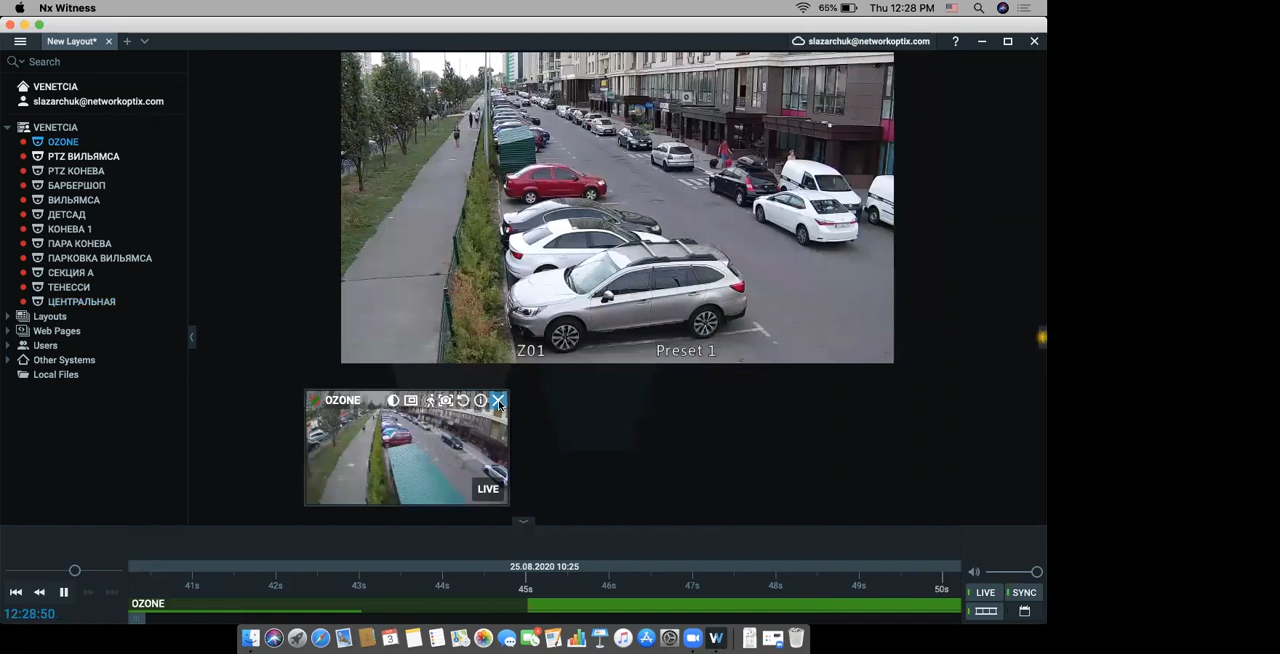 Nx Witness
65%
Thu 12:28 PM
New Layout*
slazarchuk@networkoptix.com
Search
VENETCIA
slazarchuk@networkoptix.com
VENETCIA
OZONE
PTZ ВИЛЬЯМСА
PTZ КОНЕВА
БАРБЕРШОП
ВИЛЬЯМСА
ДЕТСАД
КОНЕВА 1
ПАРА КОНЕВА
ПАРКОВКА ВИЛЬЯМСА
СЕКЦИЯ А
ТЕНЕССИ
ЦЕНТРАЛЬНАЯ
Layouts
Web Pages
Users
Other Systems
Local Files
Z01
Preset 1
OZONE
LIVE
25.08.2020 10:25
41s
42s
43s
44s
45s
46s
47s
48s
49s
50s
LIVE
SYNC
OZONE
12:28:50